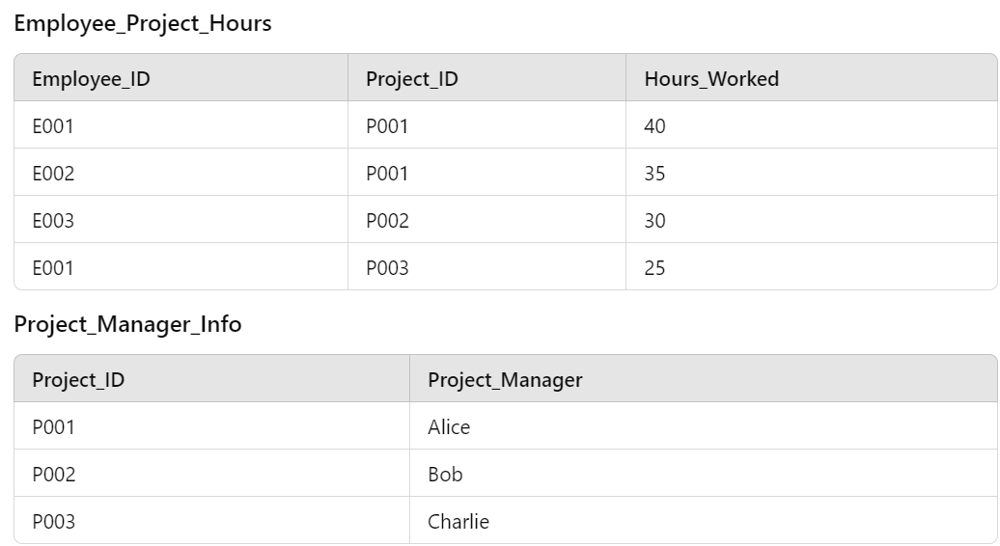 Employee_Project_Hours
Employee_ID Project_ID Hours_Worked
E001 P001 40
E002 P001 35
E003 P002 30
E001 P003 25
Project_Manager_Info
Project_ID Project_Manager
P001 Alice
P002 Bob
P003 Charlie